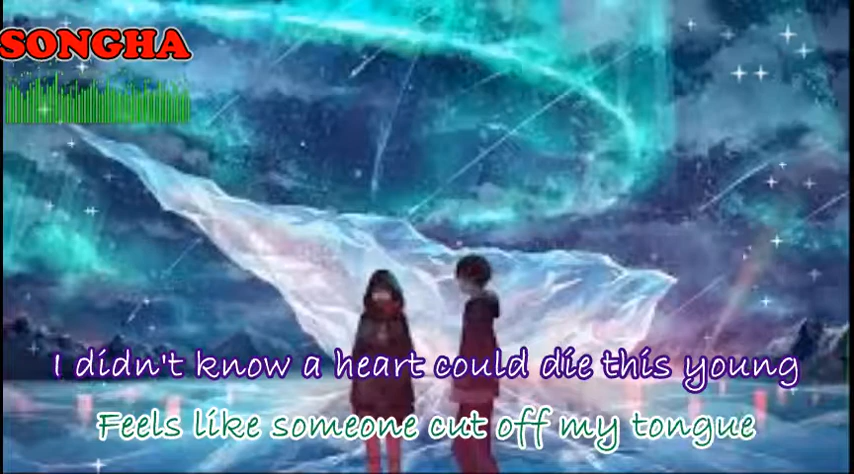 SONGHA
I didn't know a heart could die this young
Feels like someone cut off my tongue